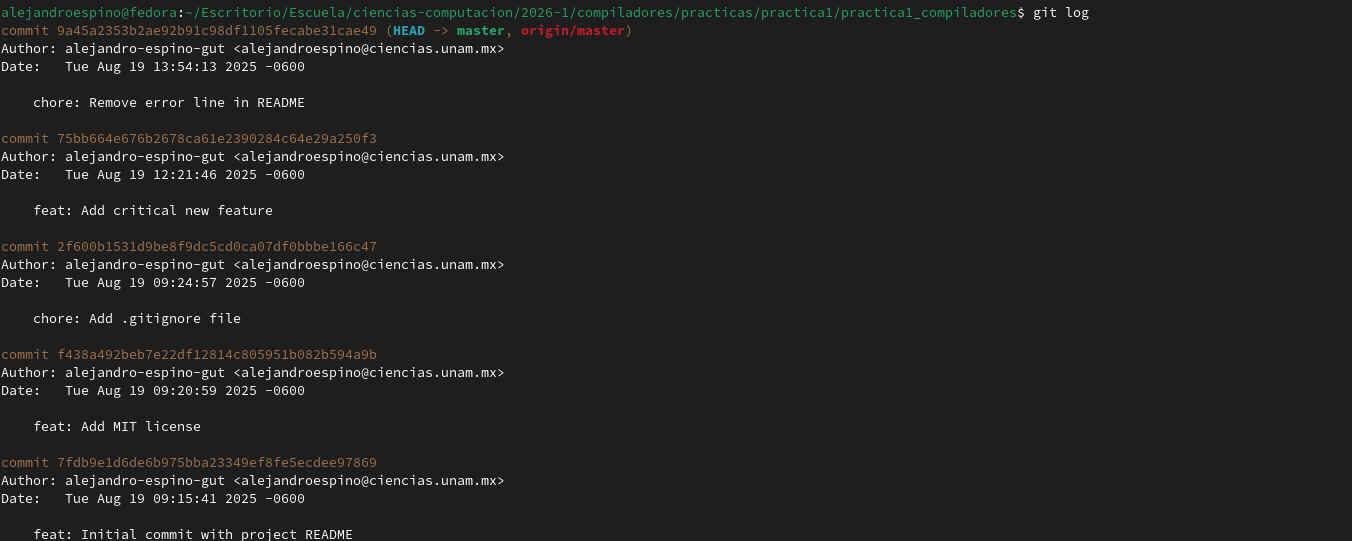 alejandroespino@fedora:~/Escritorio/Escuela/ciencias-computacion/2026-1/compiladores/practicas/practica1/practica1_compiladores$ git log
commit 9a45a2353b2ae92b91c98df1105fecabe31cae49 (HEAD -> master, origin/master)
Author: alejandro-espino-gut <alejandroespino@ciencias.unam.mx>
Date:   Tue Aug 19 13:54:13 2025 -0600
    chore: Remove error line in README
commit 75bb664e676b2678ca61e2390284c64e29a250f3
Author: alejandro-espino-gut <alejandroespino@ciencias.unam.mx>
Date:   Tue Aug 19 12:21:46 2025 -0600
    feat: Add critical new feature
commit 2f600b1531d9be8f9dc5cd0ca07df0bbbe166c47
Author: alejandro-espino-gut <alejandroespino@ciencias.unam.mx>
Date:   Tue Aug 19 09:24:57 2025 -0600
    chore: Add .gitignore file
commit f438a492beb7e22df12814c805951b082b594a9b
Author: alejandro-espino-gut <alejandroespino@ciencias.unam.mx>
Date:   Tue Aug 19 09:20:59 2025 -0600
    feat: Add MIT license
commit 7fdb9e1d6de6b975bba23349ef8fe5ecdee97869
Author: alejandro-espino-gut <alejandroespino@ciencias.unam.mx>
Date:   Tue Aug 19 09:15:41 2025 -0600
    feat: Initial commit with project README